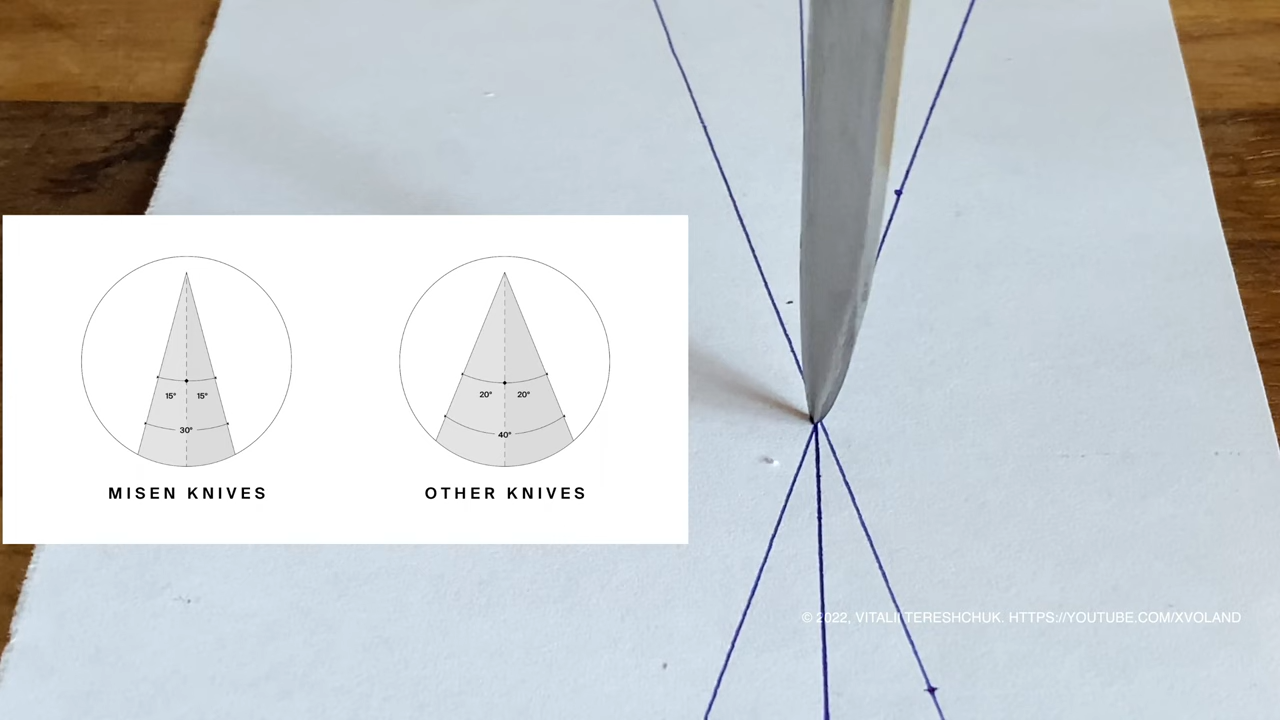 15° 15°
30°
MISEN KNIVES
20° 20°
40°
OTHER KNIVES
© 2022, VITALII TERESHCHUK. HTTPS://YOUTUBE.COM/XVOLAND